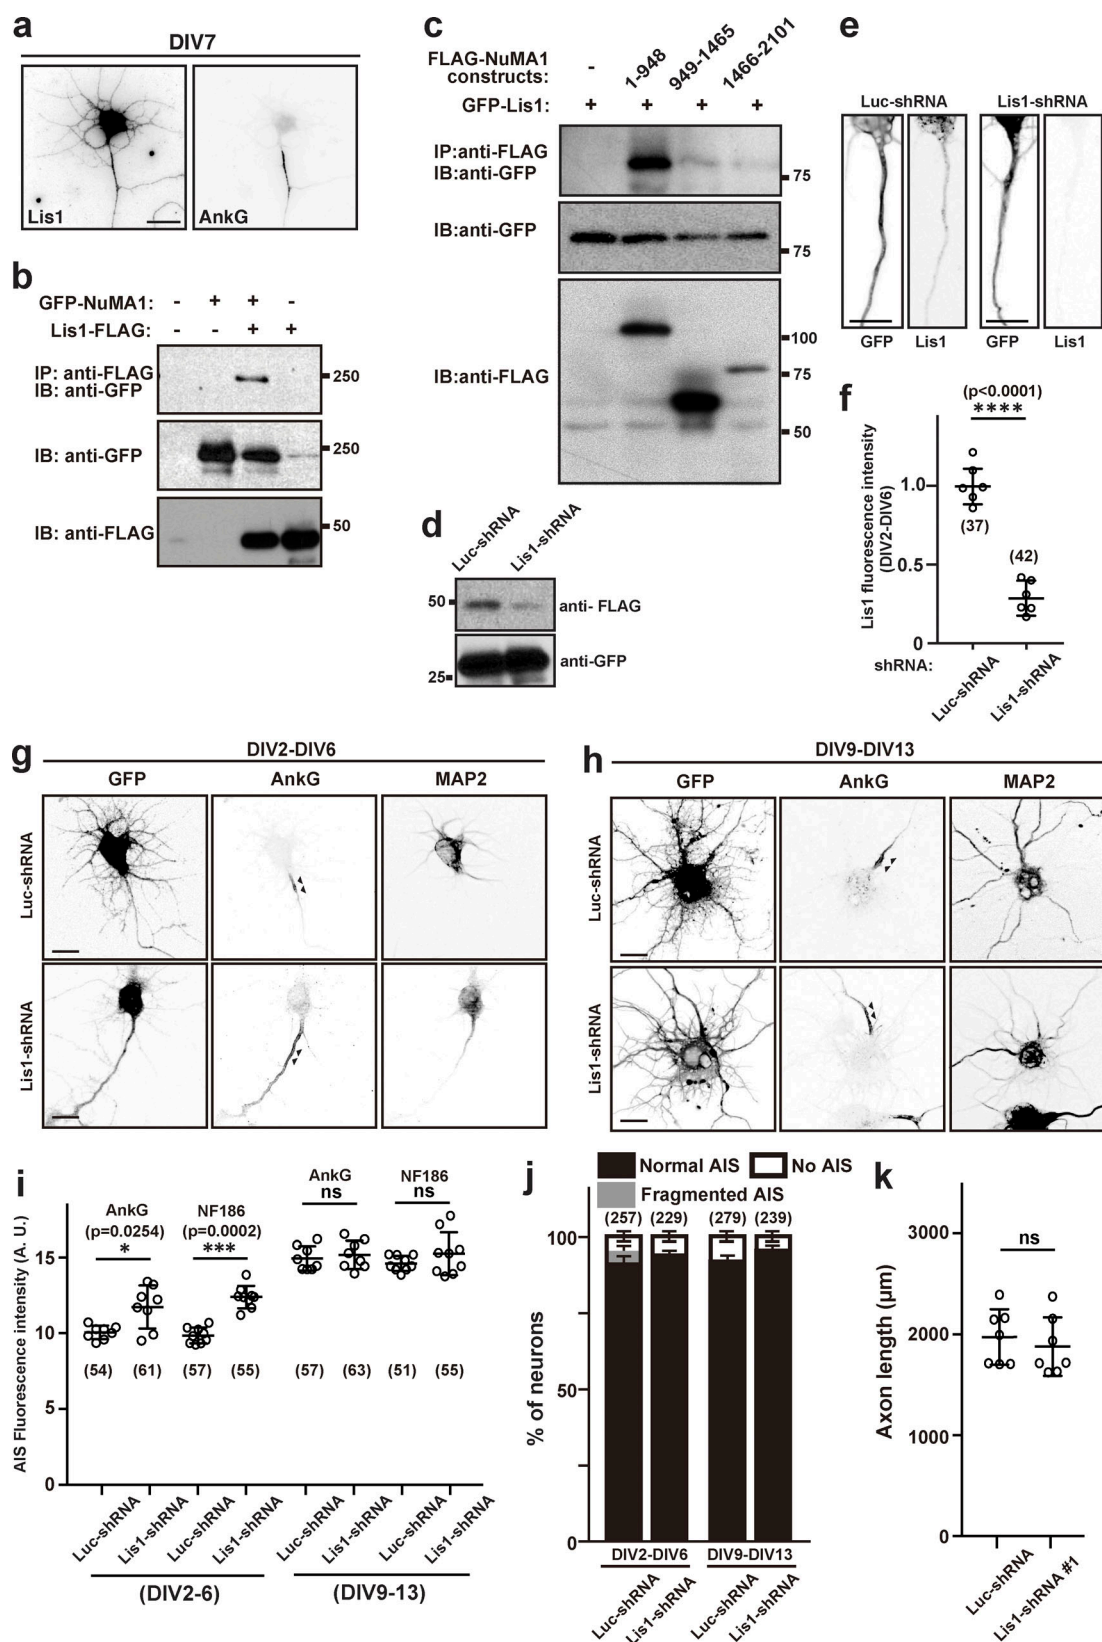 a
DIV7
Lis1
AnkG
b
GFP-NuMA1: - + + -
Lis1-FLAG: - - + +
IP: anti-FLAG
IB: anti-GFP
250
IB: anti-GFP
250
IB: anti-FLAG
50
c
FLAG-NuMA1
constructs:
- 1-948 949-1465 1466-2101
GFP-Lis1: + + + +
IP:anti-FLAG
IB:anti-GFP
75
IB:anti-GFP
75
IB:anti-FLAG
100
75
50
d
Luc-shRNA Lis1-shRNA
50 anti- FLAG
anti-GFP
25
e
Luc-shRNA Lis1-shRNA
GFP Lis1 GFP Lis1
f
(p<0.0001)
****
Lis1 fluorescence intensity
(DIV2-DIV6)
1.0
0.5
0
(37)
(42)
shRNA:
Luc-shRNA
Lis1-shRNA
g
DIV2-DIV6
GFP AnkG MAP2
Luc-shRNA
Lis1-shRNA
h
DIV9-DIV13
GFP AnkG MAP2
Luc-shRNA
Lis1-shRNA
i
AIS Fluorescence intensity (A. U.)
15
10
5
0
AnkG
(p=0.0254)
*
NF186
(p=0.0002)
***
AnkG
ns
NF186
ns
(54) (61) (57) (55) (57) (63) (51) (55)
Luc-shRNA Lis1-shRNA Luc-shRNA Lis1-shRNA Luc-shRNA Lis1-shRNA Luc-shRNA Lis1-shRNA
(DIV2-6) (DIV9-13)
j
Normal AIS No AIS
Fragmented AIS
(257) (229) (279) (239)
% of neurons
100
50
0
DIV2-DIV6 DIV9-DIV13
Luc-shRNA Lis1-shRNA Luc-shRNA Lis1-shRNA
k
Axon length (µm)
3000
2000
1000
0
ns
Luc-shRNA
Lis1-shRNA #1